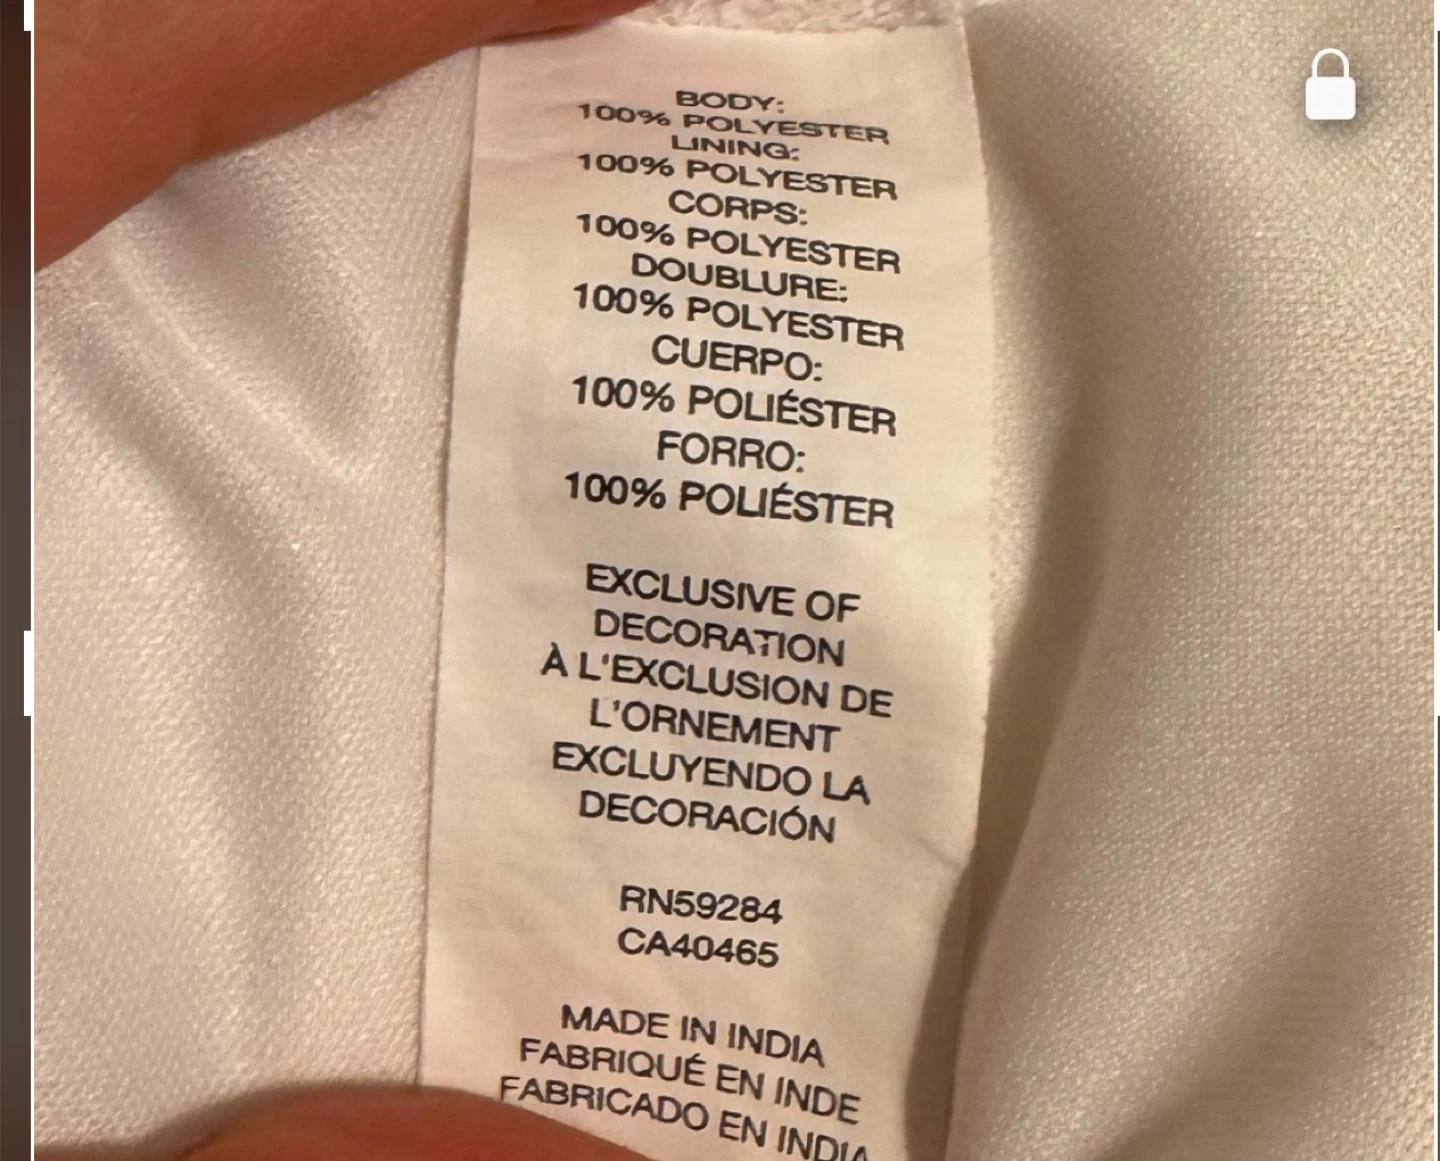 BODY:
100% POLYESTER
LINING:
100% POLYESTER
CORPS:
100% POLYESTER
DOUBLURE:
100% POLYESTER
CUERPO:
100% POLIÉSTER
FORRO:
100% POLIÉSTER
EXCLUSIVE OF
DECORATION
À L'EXCLUSION DE
L'ORNEMENT
EXCLUYENDO LA
DECORACIÓN
RN59284
CA40465
MADE IN INDIA
FABRIQUÉ EN INDE
FABRICADO EN INDIA